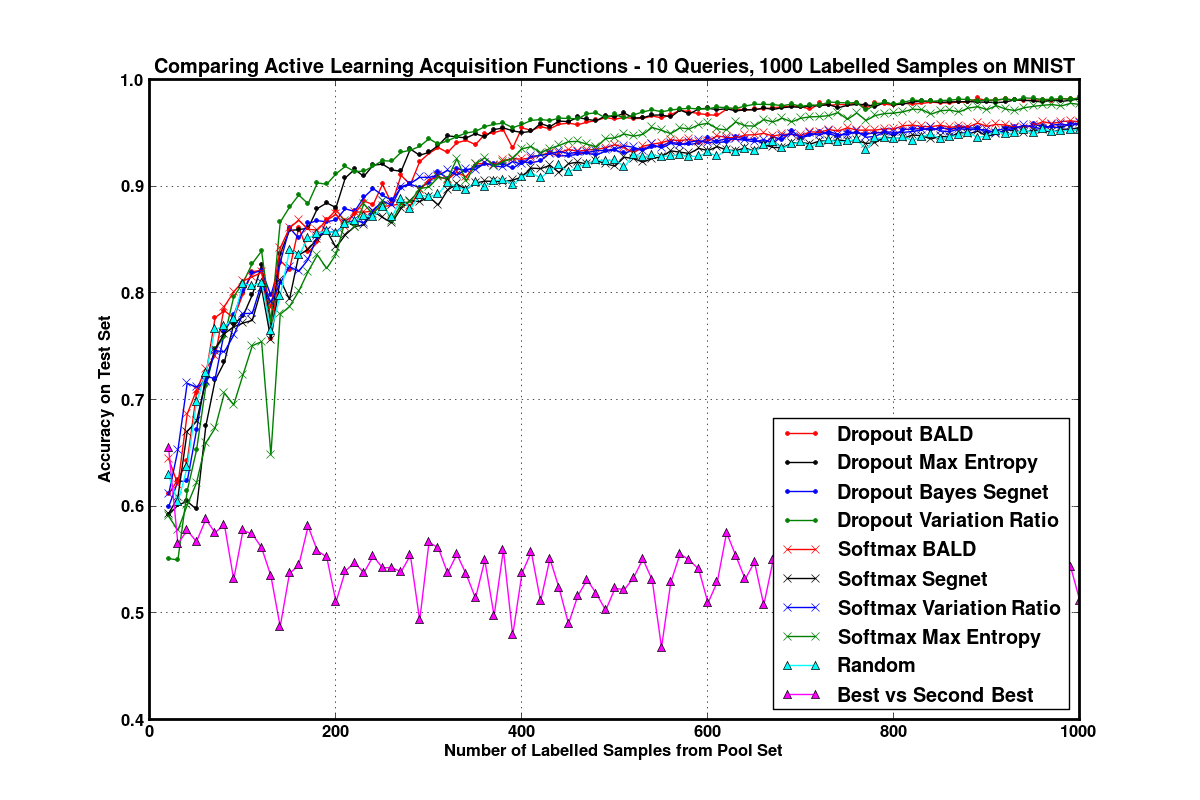 Comparing Active Learning Acquisition Functions - 10 Queries, 1000 Labelled Samples on MNIST
1.0
0.9
0.8
0.7
0.6
0.5
0.4
Accuracy on Test Set
Dropout BALD
Dropout Max Entropy
Dropout Bayes Segnet
Dropout Variation Ratio
Softmax BALD
Softmax Segnet
Softmax Variation Ratio
Softmax Max Entropy
Random
Best vs Second Best
0 200 400 600 800 1000
Number of Labelled Samples from Pool Set